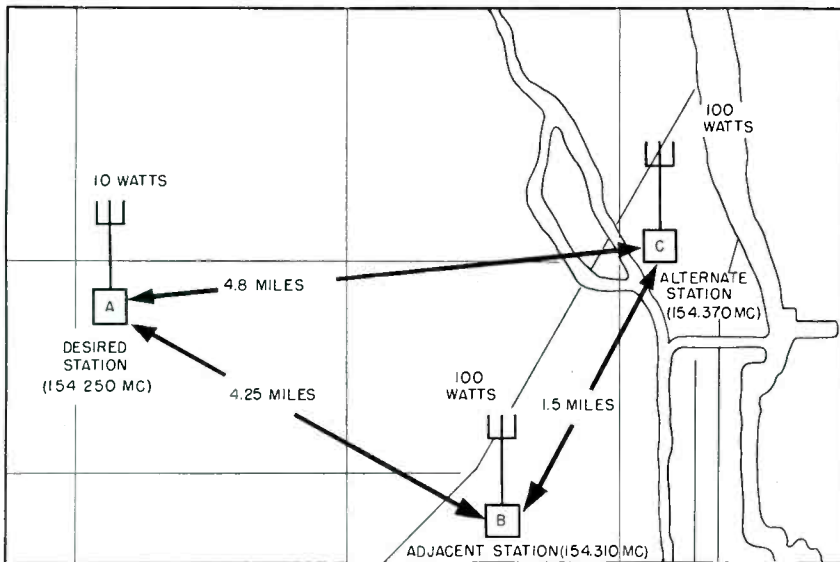 100
WATTS
10 WATTS
C
4.8 MILES
A
ALTERNATE
STATION
(154.370 MC)
DESIRED
STATION
(154 250 MC)
4.25 MILES
100
WATTS
1.5 MILES
B
ADJACENT STATION (154.310 MC)